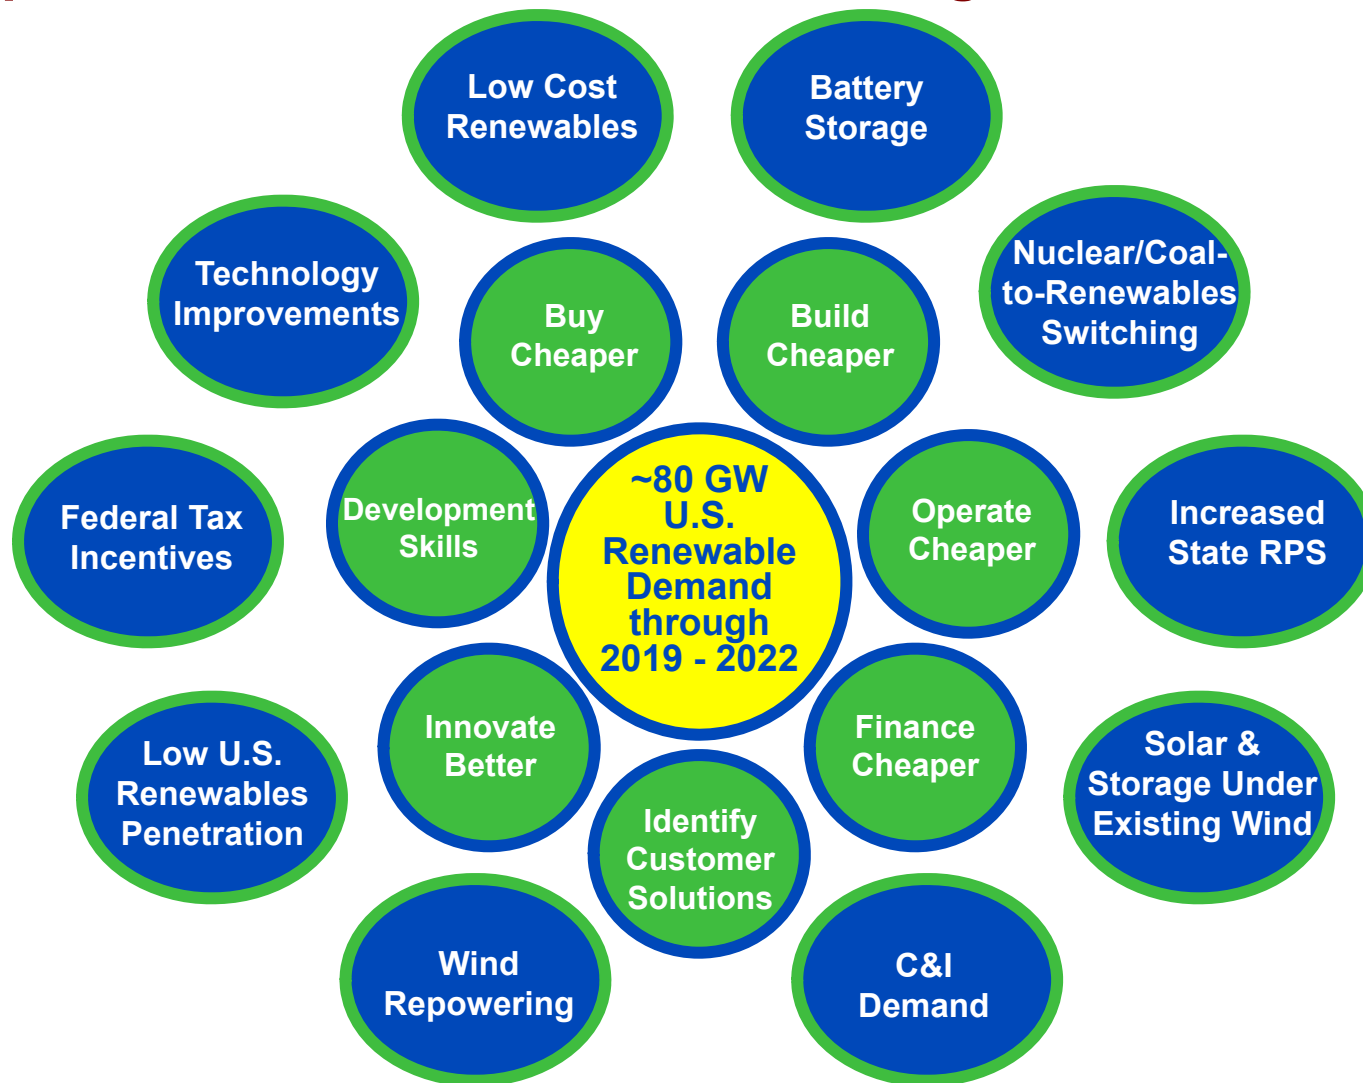 Low Cost
Renewables
Battery
Storage
Technology
Improvements
Nuclear/Coal-
to-Renewables
Switching
Buy
Cheaper
Build
Cheaper
Federal Tax
Incentives
Development
Skills
~80 GW
U.S.
Renewable
Demand
through
2019 - 2022
Operate
Cheaper
Increased
State RPS
Low U.S.
Renewables
Penetration
Innovate
Better
Identify
Customer
Solutions
Finance
Cheaper
Solar &
Storage Under
Existing Wind
Wind
Repowering
C&I
Demand